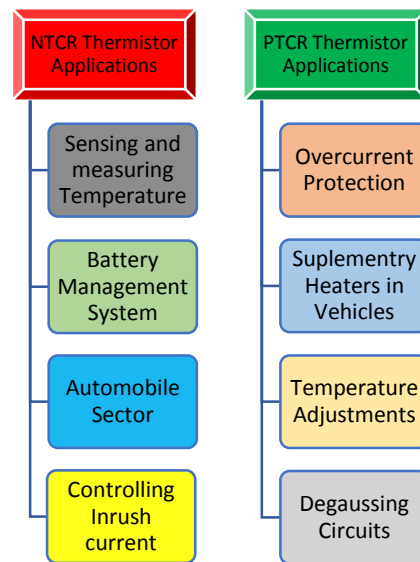 NTCR Thermistor
Applications
Sensing and
measuring
Temperature
Battery
Management
System
Automobile
Sector
Controlling
Inrush
current
PTCR Thermistor
Applications
Overcurrent
Protection
Suplementry
Heaters in
Vehicles
Temperature
Adjustments
Degaussing
Circuits